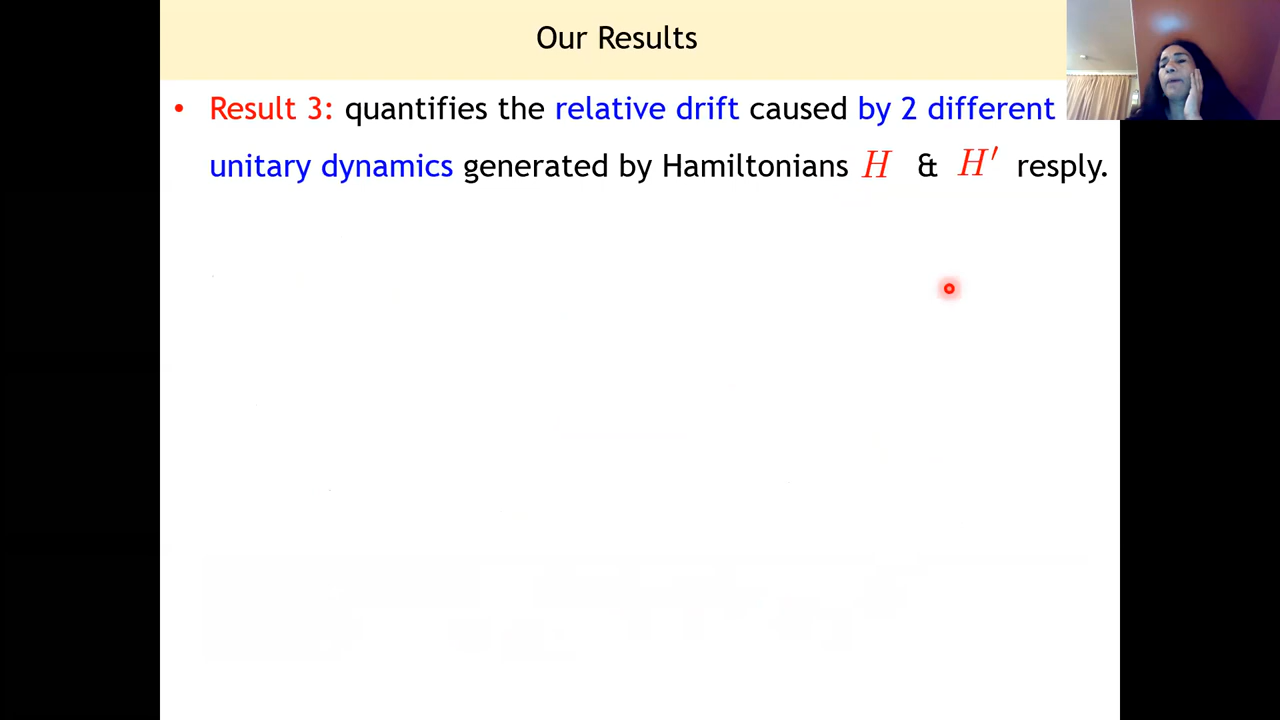 Our Results
• Result 3: quantifies the relative drift caused by 2 different
unitary dynamics generated by Hamiltonians H & H′ resply.